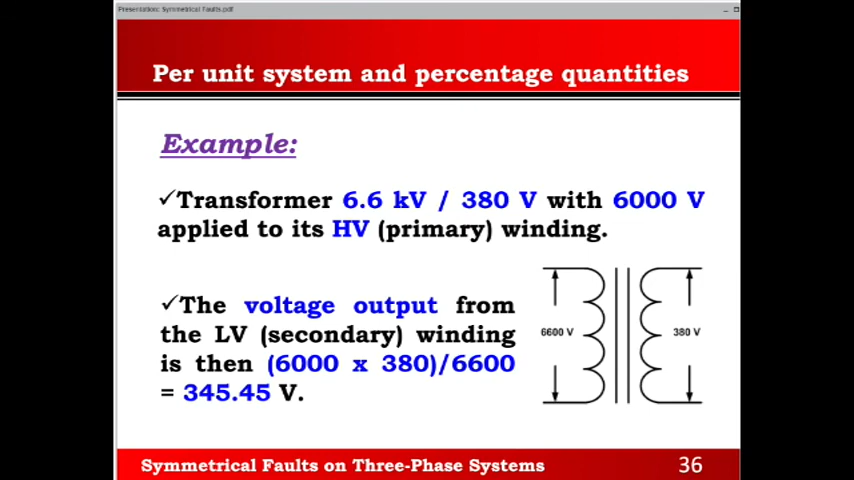 Presentation: Symmetrical Faults.pdf
Per unit system and percentage quantities
Example:
✓Transformer 6.6 kV / 380 V with 6000 V
applied to its HV (primary) winding.
✓The voltage output from
the LV (secondary) winding
is then (6000 x 380)/6600
= 345.45 V.
6600 V
380 V
Symmetrical Faults on Three-Phase Systems
36